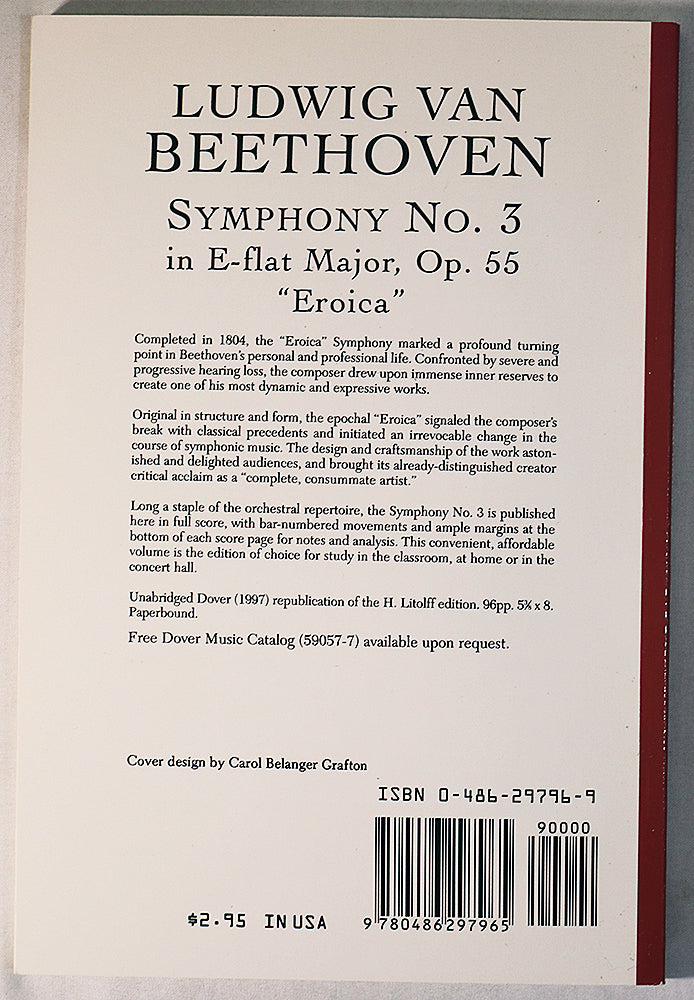 LUDWIG VAN
BEETHOVEN
SYMPHONY No. 3
in E-flat Major, Op. 55
“Eroica”
Completed in 1804, the “Eroica” Symphony marked a profound turning
point in Beethoven's personal and professional life. Confronted by severe and
progressive hearing loss, the composer drew upon immense inner reserves to
create one of his most dynamic and expressive works.
Original in structure and form, the epochal “Eroica” signaled the composer's
break with classical precedents and initiated an irrevocable change in the
course of symphonic music. The design and craftsmanship of the work aston-
ished and delighted audiences, and brought its already-distinguished creator
critical acclaim as a “complete, consummate artist.”
Long a staple of the orchestral repertoire, the Symphony No. 3 is published
here in full score, with bar-numbered movements and ample margins at the
bottom of each score page for notes and analysis. This convenient, affordable
volume is the edition of choice for study in the classroom, at home or in the
concert hall.
Unabridged Dover (1997) republication of the H. Litolff edition. 96pp. 5⅜ x 8.
Paperbound.
Free Dover Music Catalog (59057-7) available upon request.
Cover design by Carol Belanger Grafton
ISBN 0-486-29796-9
90000
$2.95 IN USA
9 780486 297965